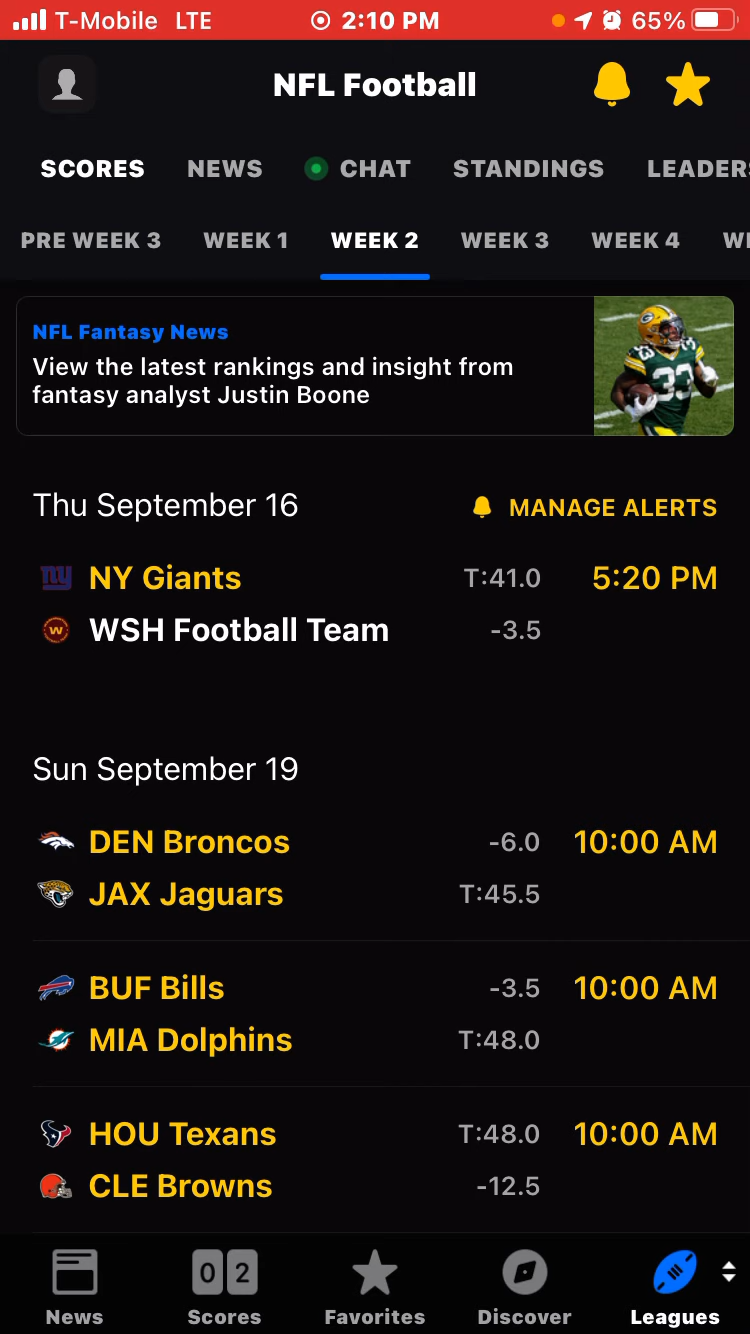 T-Mobile LTE 2:10 PM 65%
NFL Football
SCORES NEWS CHAT STANDINGS LEADERS
PRE WEEK 3 WEEK 1 WEEK 2 WEEK 3 WEEK 4
NFL Fantasy News
View the latest rankings and insight from
fantasy analyst Justin Boone
33
Thu September 16 MANAGE ALERTS
NY Giants T:41.0 5:20 PM
WSH Football Team -3.5
Sun September 19
DEN Broncos -6.0 10:00 AM
JAX Jaguars T:45.5
BUF Bills -3.5 10:00 AM
MIA Dolphins T:48.0
HOU Texans T:48.0 10:00 AM
CLE Browns -12.5
0 2
News Scores Favorites Discover Leagues